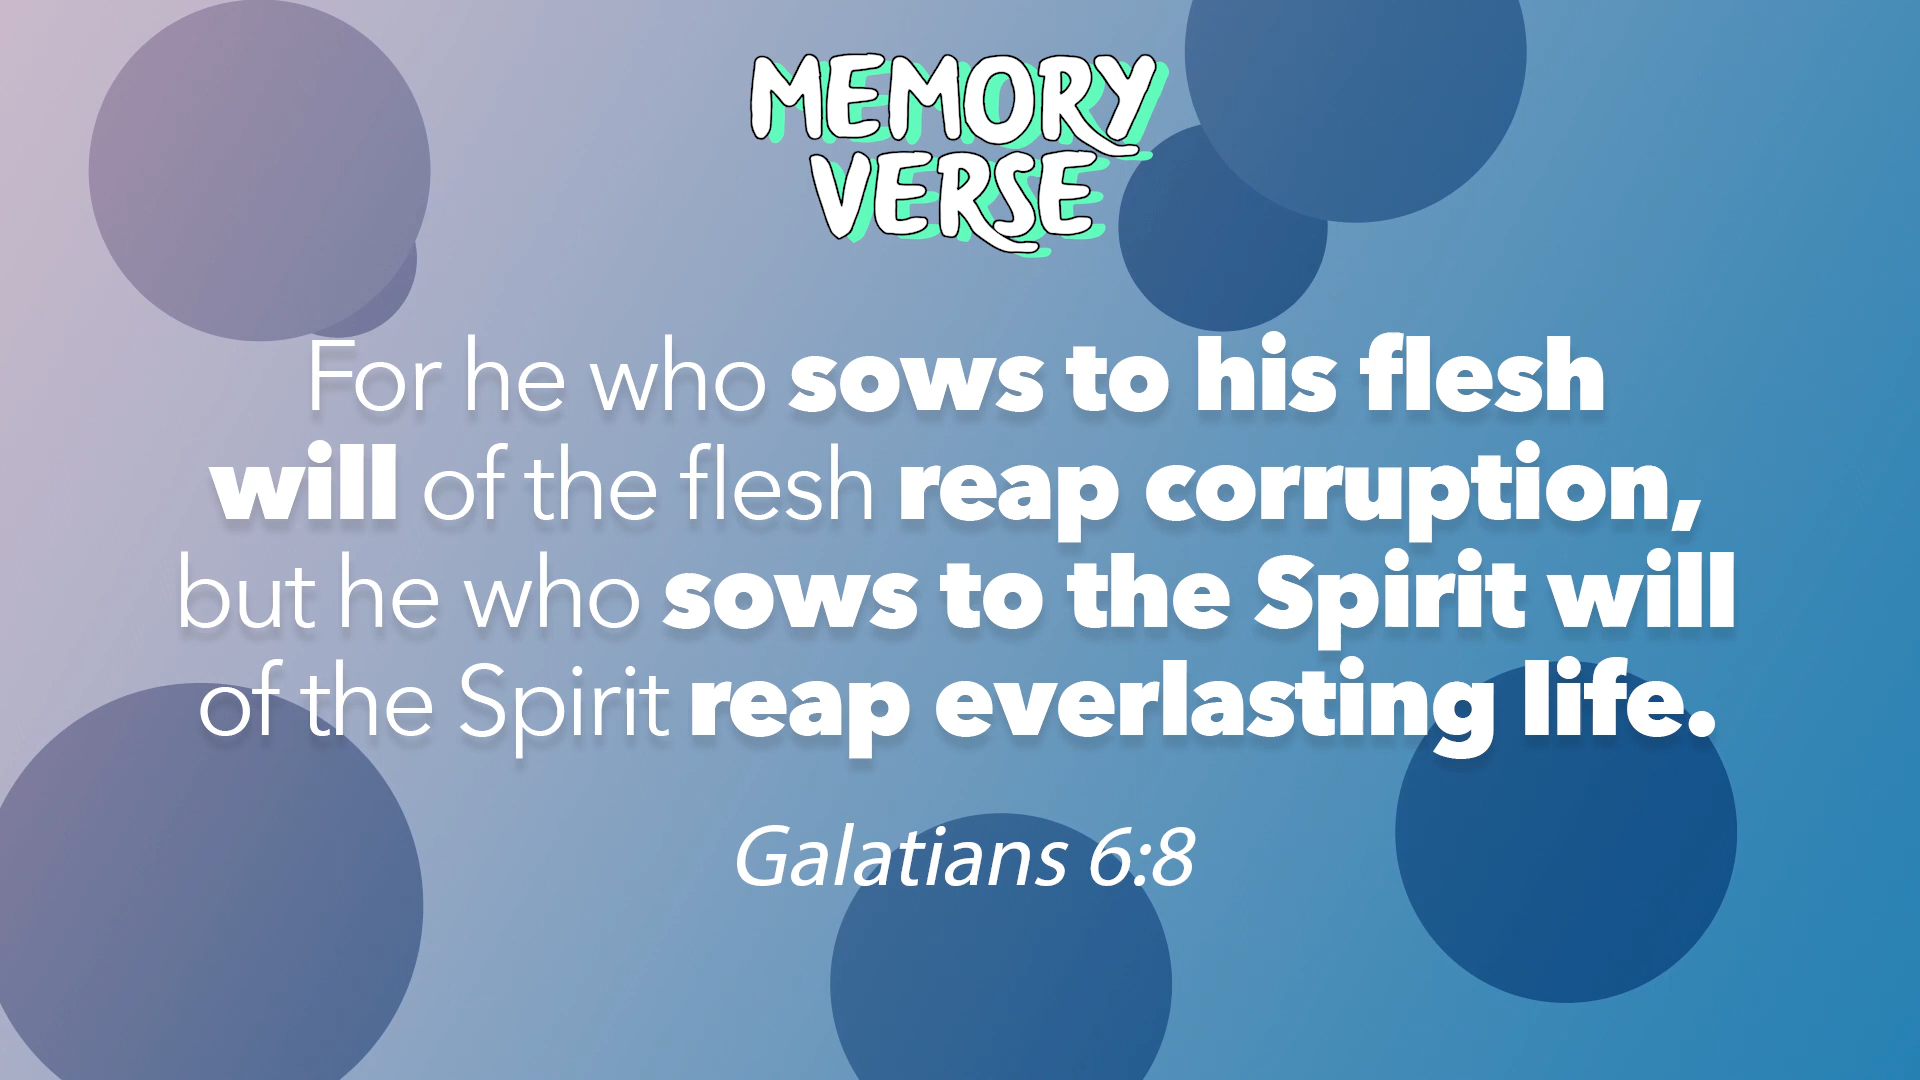 MEMORY
VERSE
For he who sows to his flesh
will of the flesh reap corruption,
but he who sows to the Spirit will
of the Spirit reap everlasting life.
Galatians 6:8